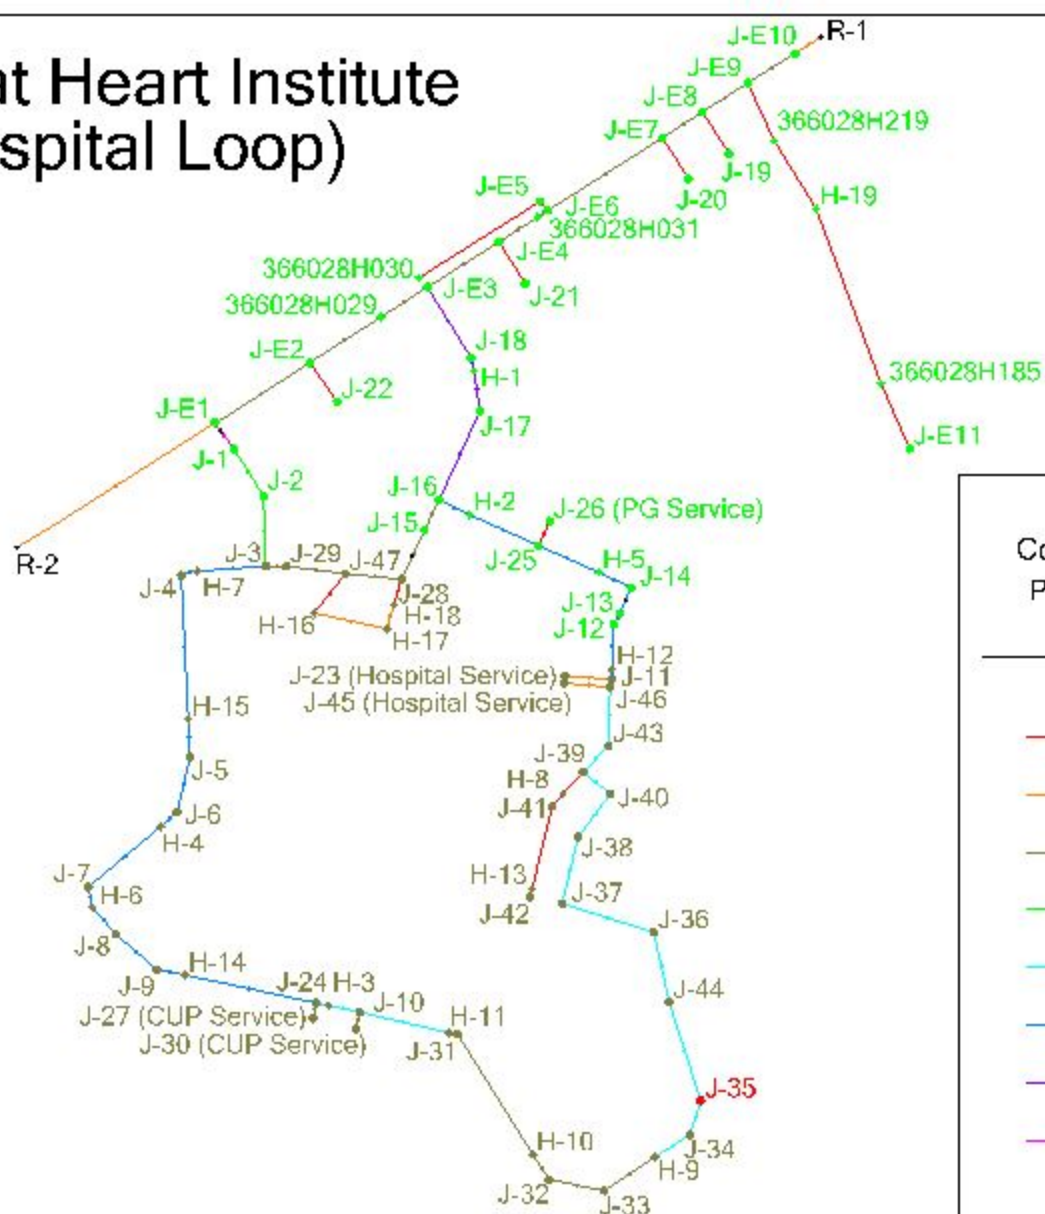 at Heart Institute
spital Loop)
J-E10
R-1
J-E9
J-E8
366028H219
J-E7
J-19
J-20
H-19
J-E5
J-E6
366028H031
J-E4
366028H030
J-E3
J-21
366028H029
J-18
J-E2
H-1
366028H185
J-22
J-E1
J-17
J-E11
J-1
J-2
J-16
H-2
J-26 (PG Service)
J-15
J-25
R-2
J-3
J-29
J-47
H-5
J-14
J-4
H-7
J-28
J-13
H-16
H-18
J-12
H-17
H-12
J-23 (Hospital Service)
J-11
J-45 (Hospital Service)
J-46
H-15
J-43
J-39
J-5
H-8
J-40
J-41
J-6
H-4
J-38
J-7
H-13
H-6
J-37
J-42
J-36
J-8
H-14
J-9
J-24
H-3
J-10
J-44
J-27 (CUP Service)
H-11
J-30 (CUP Service)
J-31
J-35
H-10
J-34
H-9
J-32
J-33
Co
P